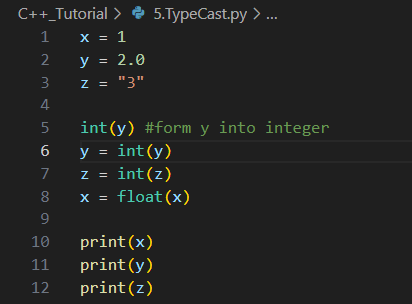 C++_Tutorial > 5.TypeCast.py > ...
1 x = 1
2 y = 2.0
3 z = "3"
4
5 int(y) #form y into integer
6 y = int(y)
7 z = int(z)
8 x = float(x)
9
10 print(x)
11 print(y)
12 print(z)